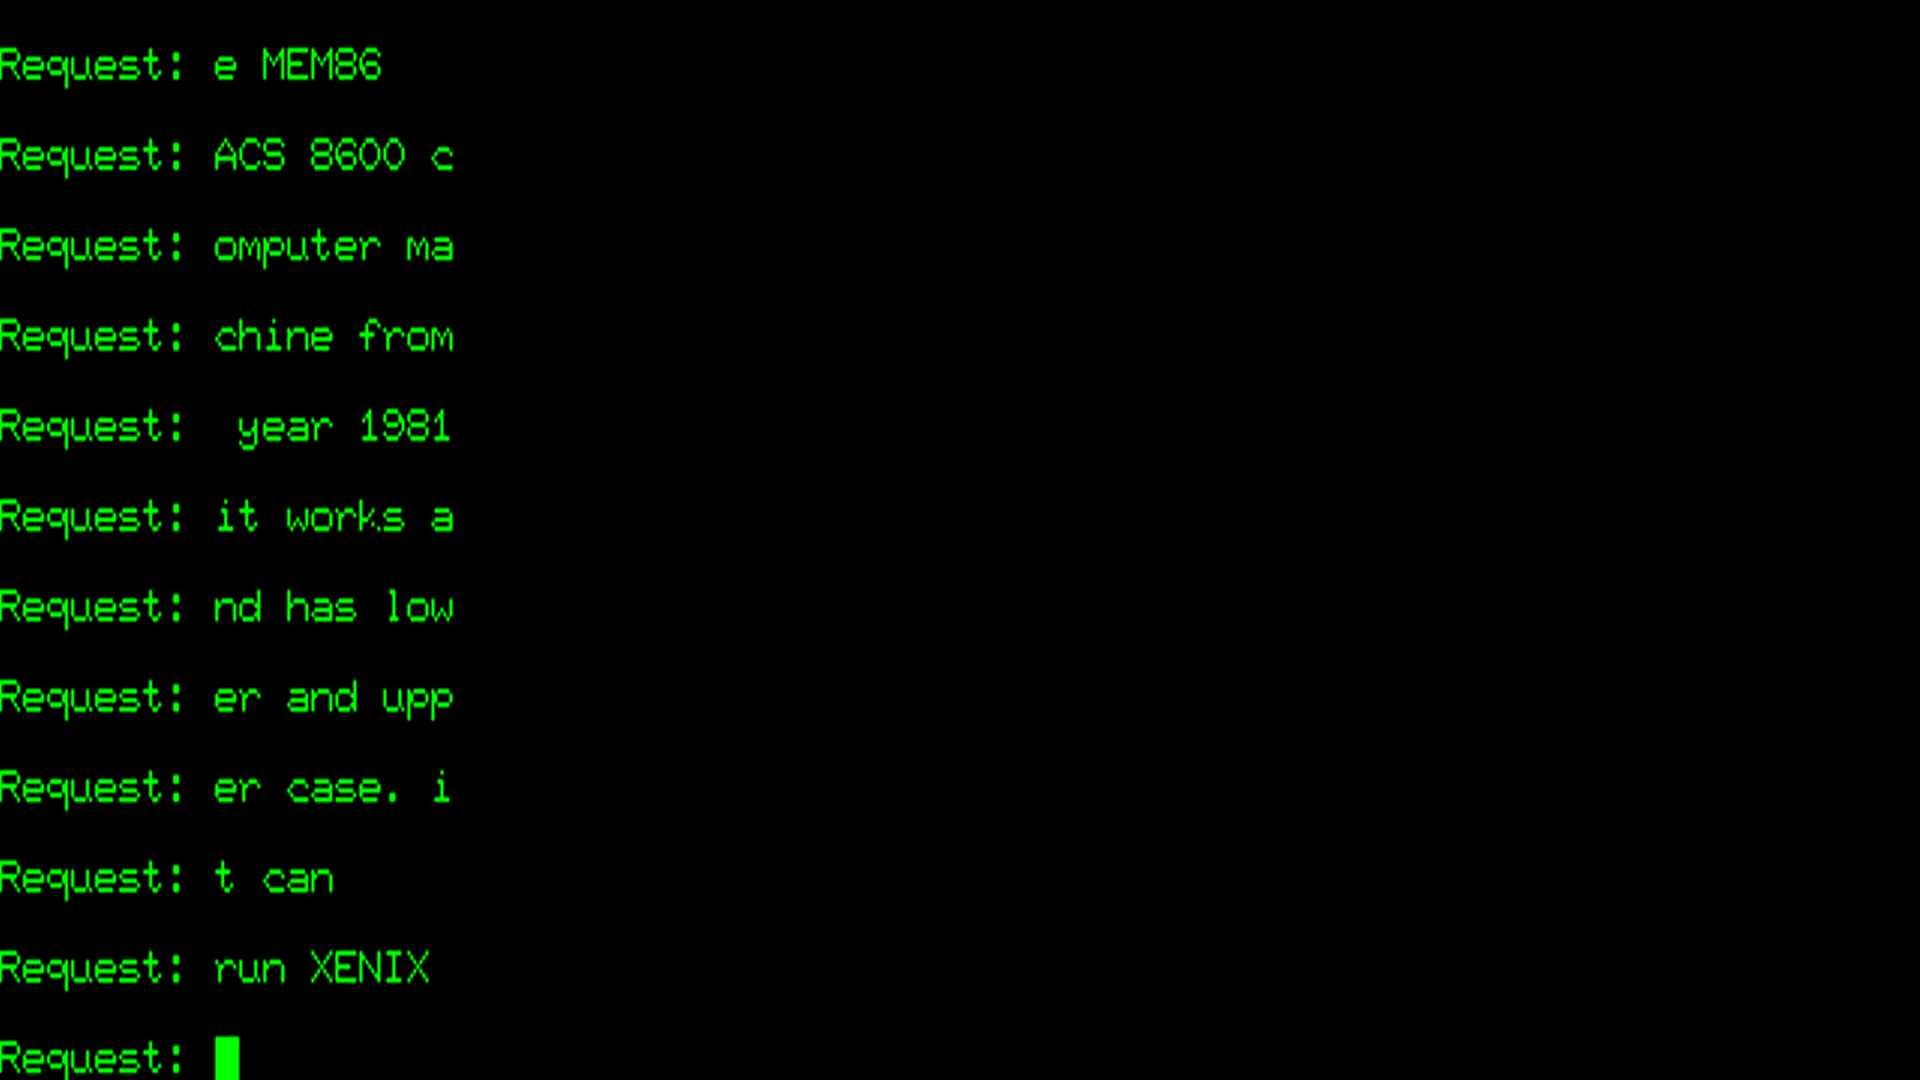 Request: e MEM86
Request: ACS 8600 c
Request: omputer ma
Request: chine from
Request:  year 1981
Request: it works a
Request: nd has low
Request: er and upp
Request: er case. i
Request: t can
Request: run XENIX
Request: